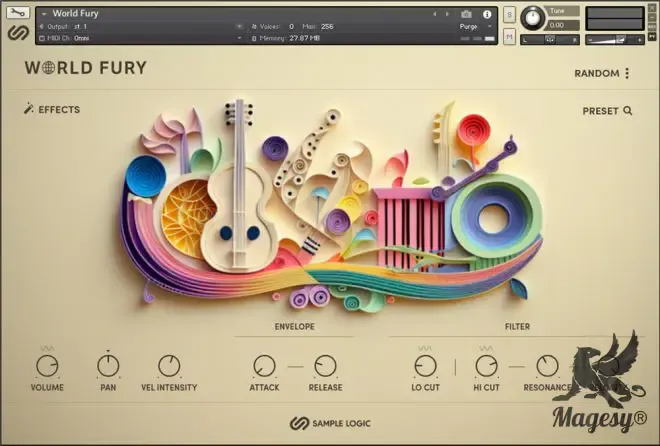 World Fury
Output: st. 1
Voices: 0 Max: 256
Purge
MIDI Ch: Omni
Memory: 27.87 MB
S
M
Tune
0.00
L R
WORLD FURY
RANDOM
EFFECTS
PRESET
ENVELOPE
FILTER
VOLUME
PAN
VEL INTENSITY
ATTACK
RELEASE
LO CUT
HI CUT
RESONANCE
SAMPLE LOGIC
Magesy®